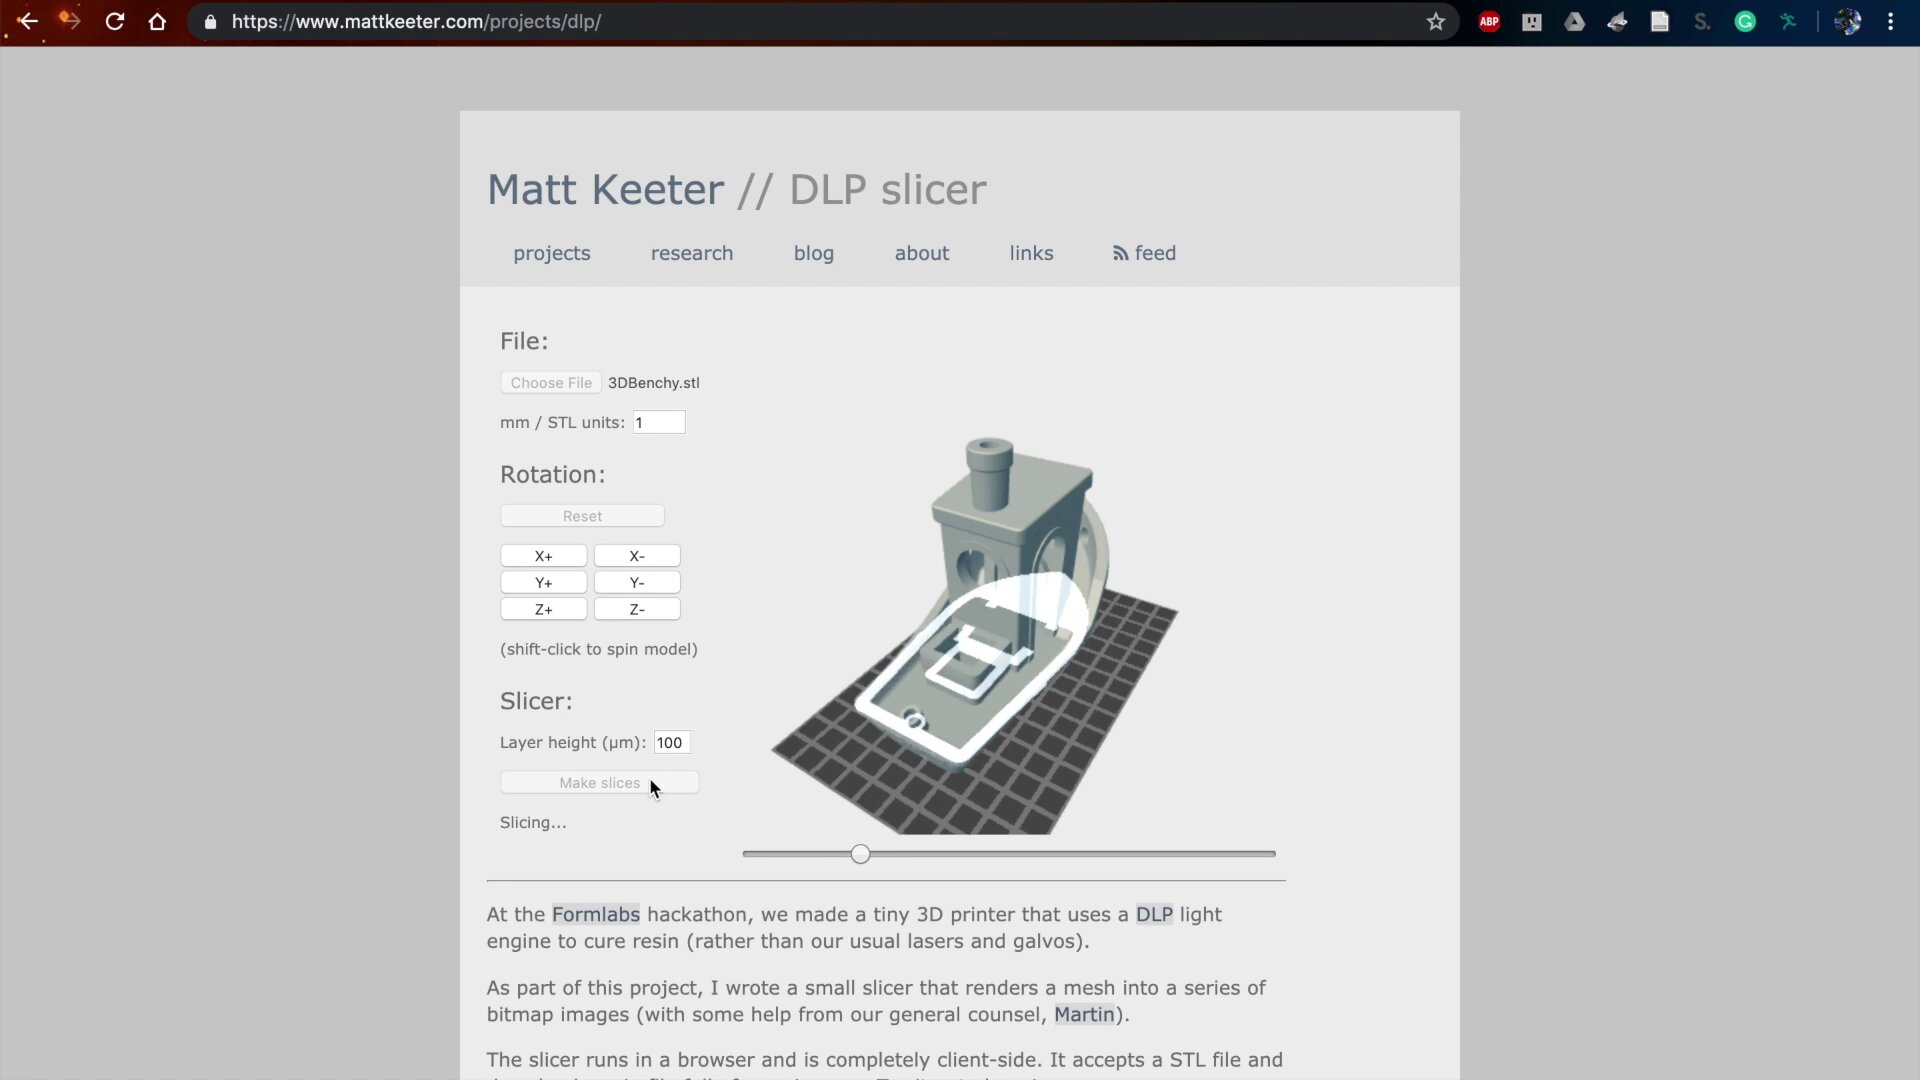 https://www.mattkeeter.com/projects/dlp/
ABP
S.
G
Matt Keeter // DLP slicer
projects research blog about links feed
File:
Choose File 3DBenchy.stl
mm / STL units: 1
Rotation:
Reset
X+ X-
Y+ Y-
Z+ Z-
(shift-click to spin model)
Slicer:
Layer height (μm): 100
Make slices
Slicing...
At the Formlabs hackathon, we made a tiny 3D printer that uses a DLP light
engine to cure resin (rather than our usual lasers and galvos).
As part of this project, I wrote a small slicer that renders a mesh into a series of
bitmap images (with some help from our general counsel, Martin).
The slicer runs in a browser and is completely client-side. It accepts a STL file and